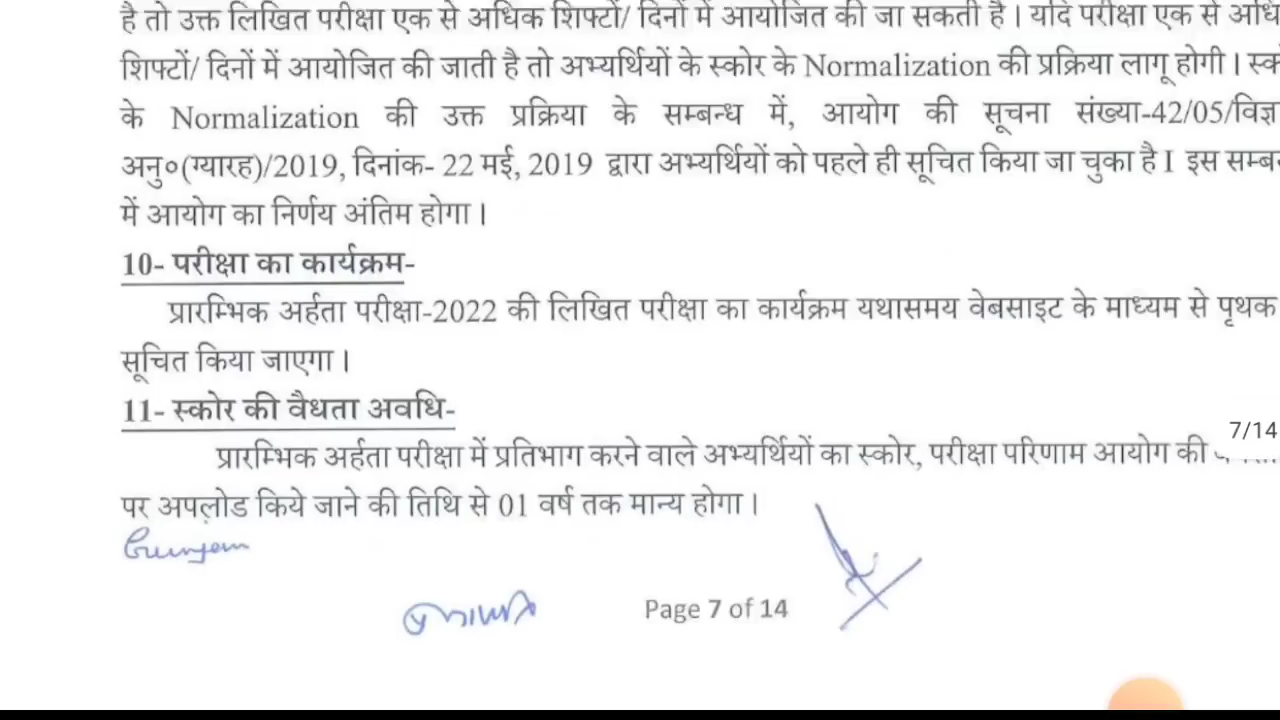 है तो उक्त लिखित परीक्षा एक से अधिक शिफ्टों/ दिनों में आयोजित की जा सकती है। यदि परीक्षा एक से अधि
शिफ्टों/ दिनों में आयोजित की जाती है तो अभ्यर्थियों के स्कोर के Normalization की प्रक्रिया लागू होगी। स्को
के Normalization की उक्त प्रक्रिया के सम्बन्ध में, आयोग की सूचना संख्या-42/05/विज्ञा
अनु०(ग्यारह)/2019, दिनांक- 22 मई, 2019 द्वारा अभ्यर्थियों को पहले ही सूचित किया जा चुका है I इस सम्बन
में आयोग का निर्णय अंतिम होगा।
10- परीक्षा का कार्यक्रम-
प्रारम्भिक अर्हता परीक्षा-2022 की लिखित परीक्षा का कार्यक्रम यथासमय वेबसाइट के माध्यम से पृथक
सूचित किया जाएगा।
11- स्कोर की वैधता अवधि-
7/14
प्रारम्भिक अर्हता परीक्षा में प्रतिभाग करने वाले अभ्यर्थियों का स्कोर, परीक्षा परिणाम आयोग की
पर अपलोड किये जाने की तिथि से 01 वर्ष तक मान्य होगा।
Gunjan
Page 7 of 14